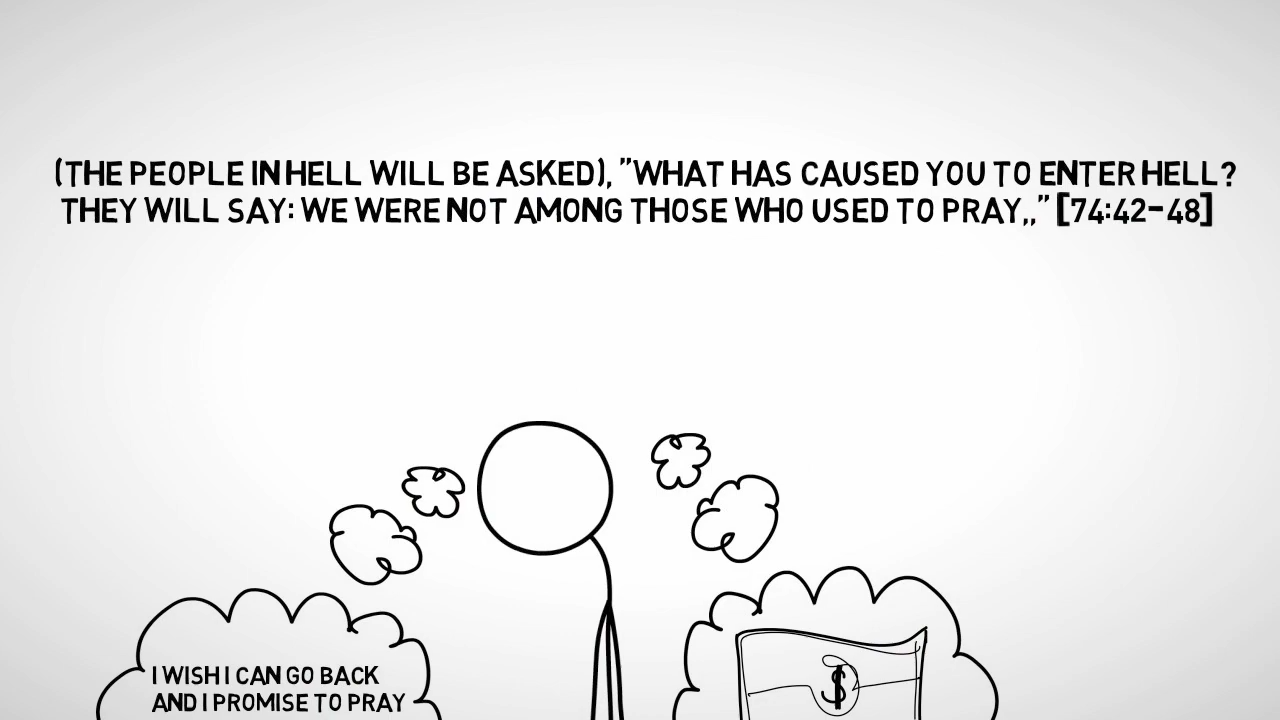 (THE PEOPLE IN HELL WILL BE ASKED), "WHAT HAS CAUSED YOU TO ENTER HELL?
THEY WILL SAY: WE WERE NOT AMONG THOSE WHO USED TO PRAY,," [74:42-48]
I WISH I CAN GO BACK
AND I PROMISE TO PRAY
$